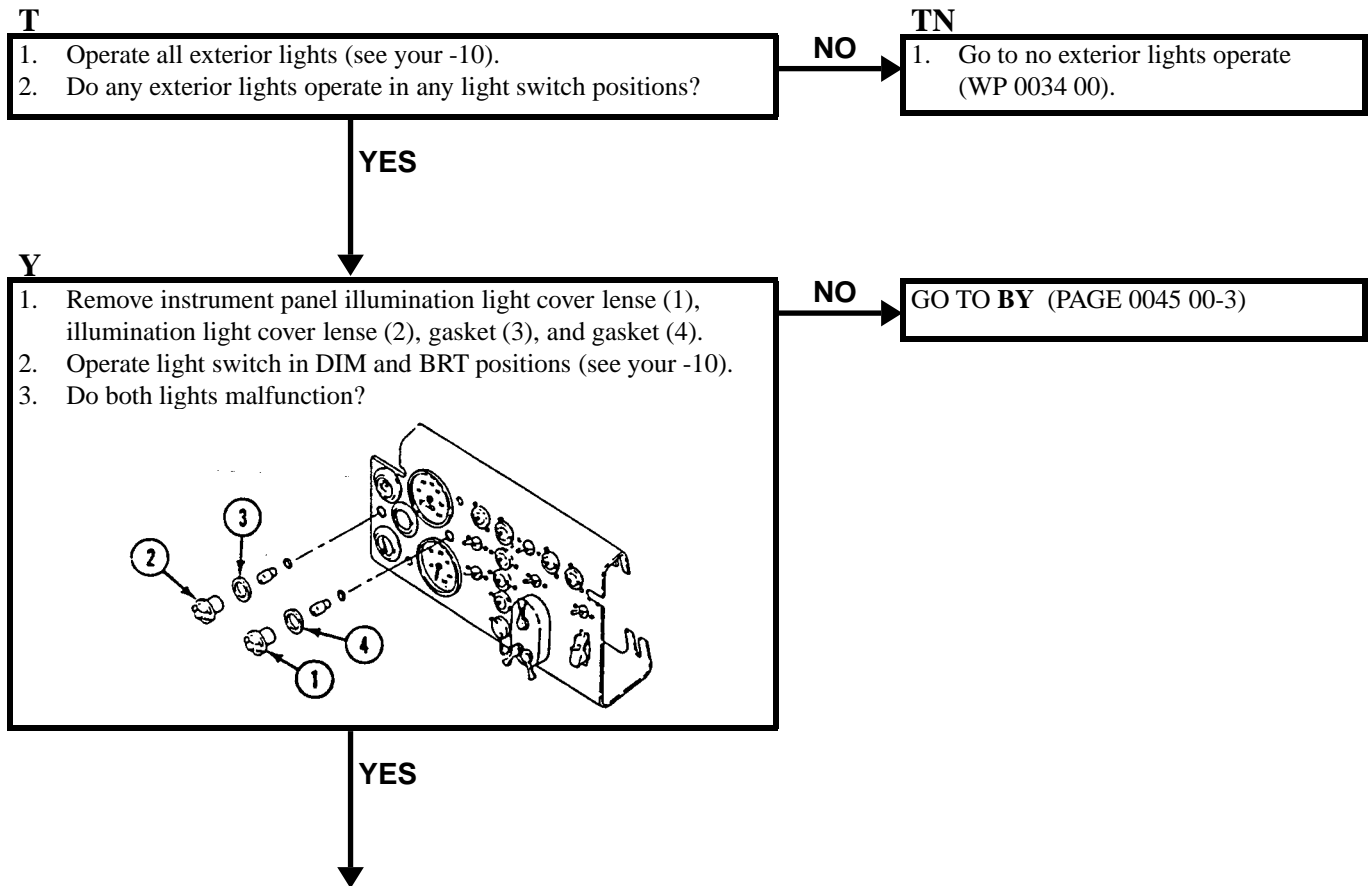 T
1. Operate all exterior lights (see your -10).
2. Do any exterior lights operate in any light switch positions?
NO
TN
1. Go to no exterior lights operate
(WP 0034 00).
YES
Y
1. Remove instrument panel illumination light cover lense (1),
illumination light cover lense (2), gasket (3), and gasket (4).
2. Operate light switch in DIM and BRT positions (see your -10).
3. Do both lights malfunction?
NO
GO TO BY (PAGE 0045 00-3)
3
2
4
1
YES